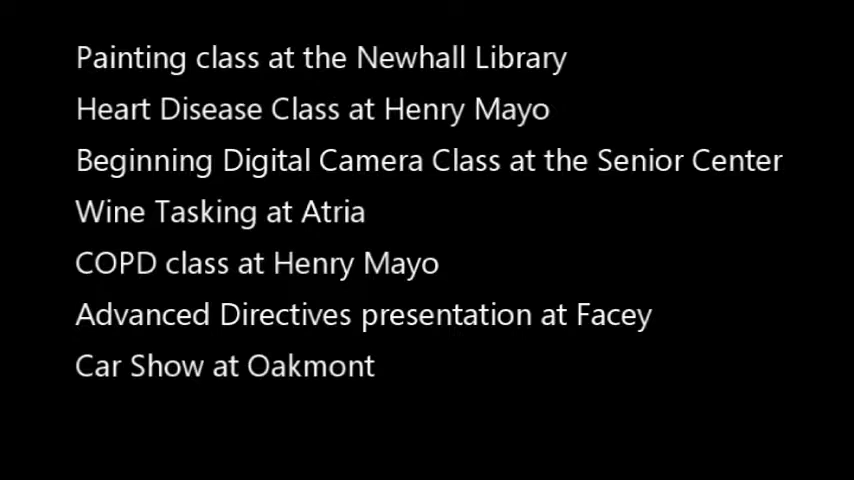 Painting class at the Newhall Library
Heart Disease Class at Henry Mayo
Beginning Digital Camera Class at the Senior Center
Wine Tasking at Atria
COPD class at Henry Mayo
Advanced Directives presentation at Facey
Car Show at Oakmont